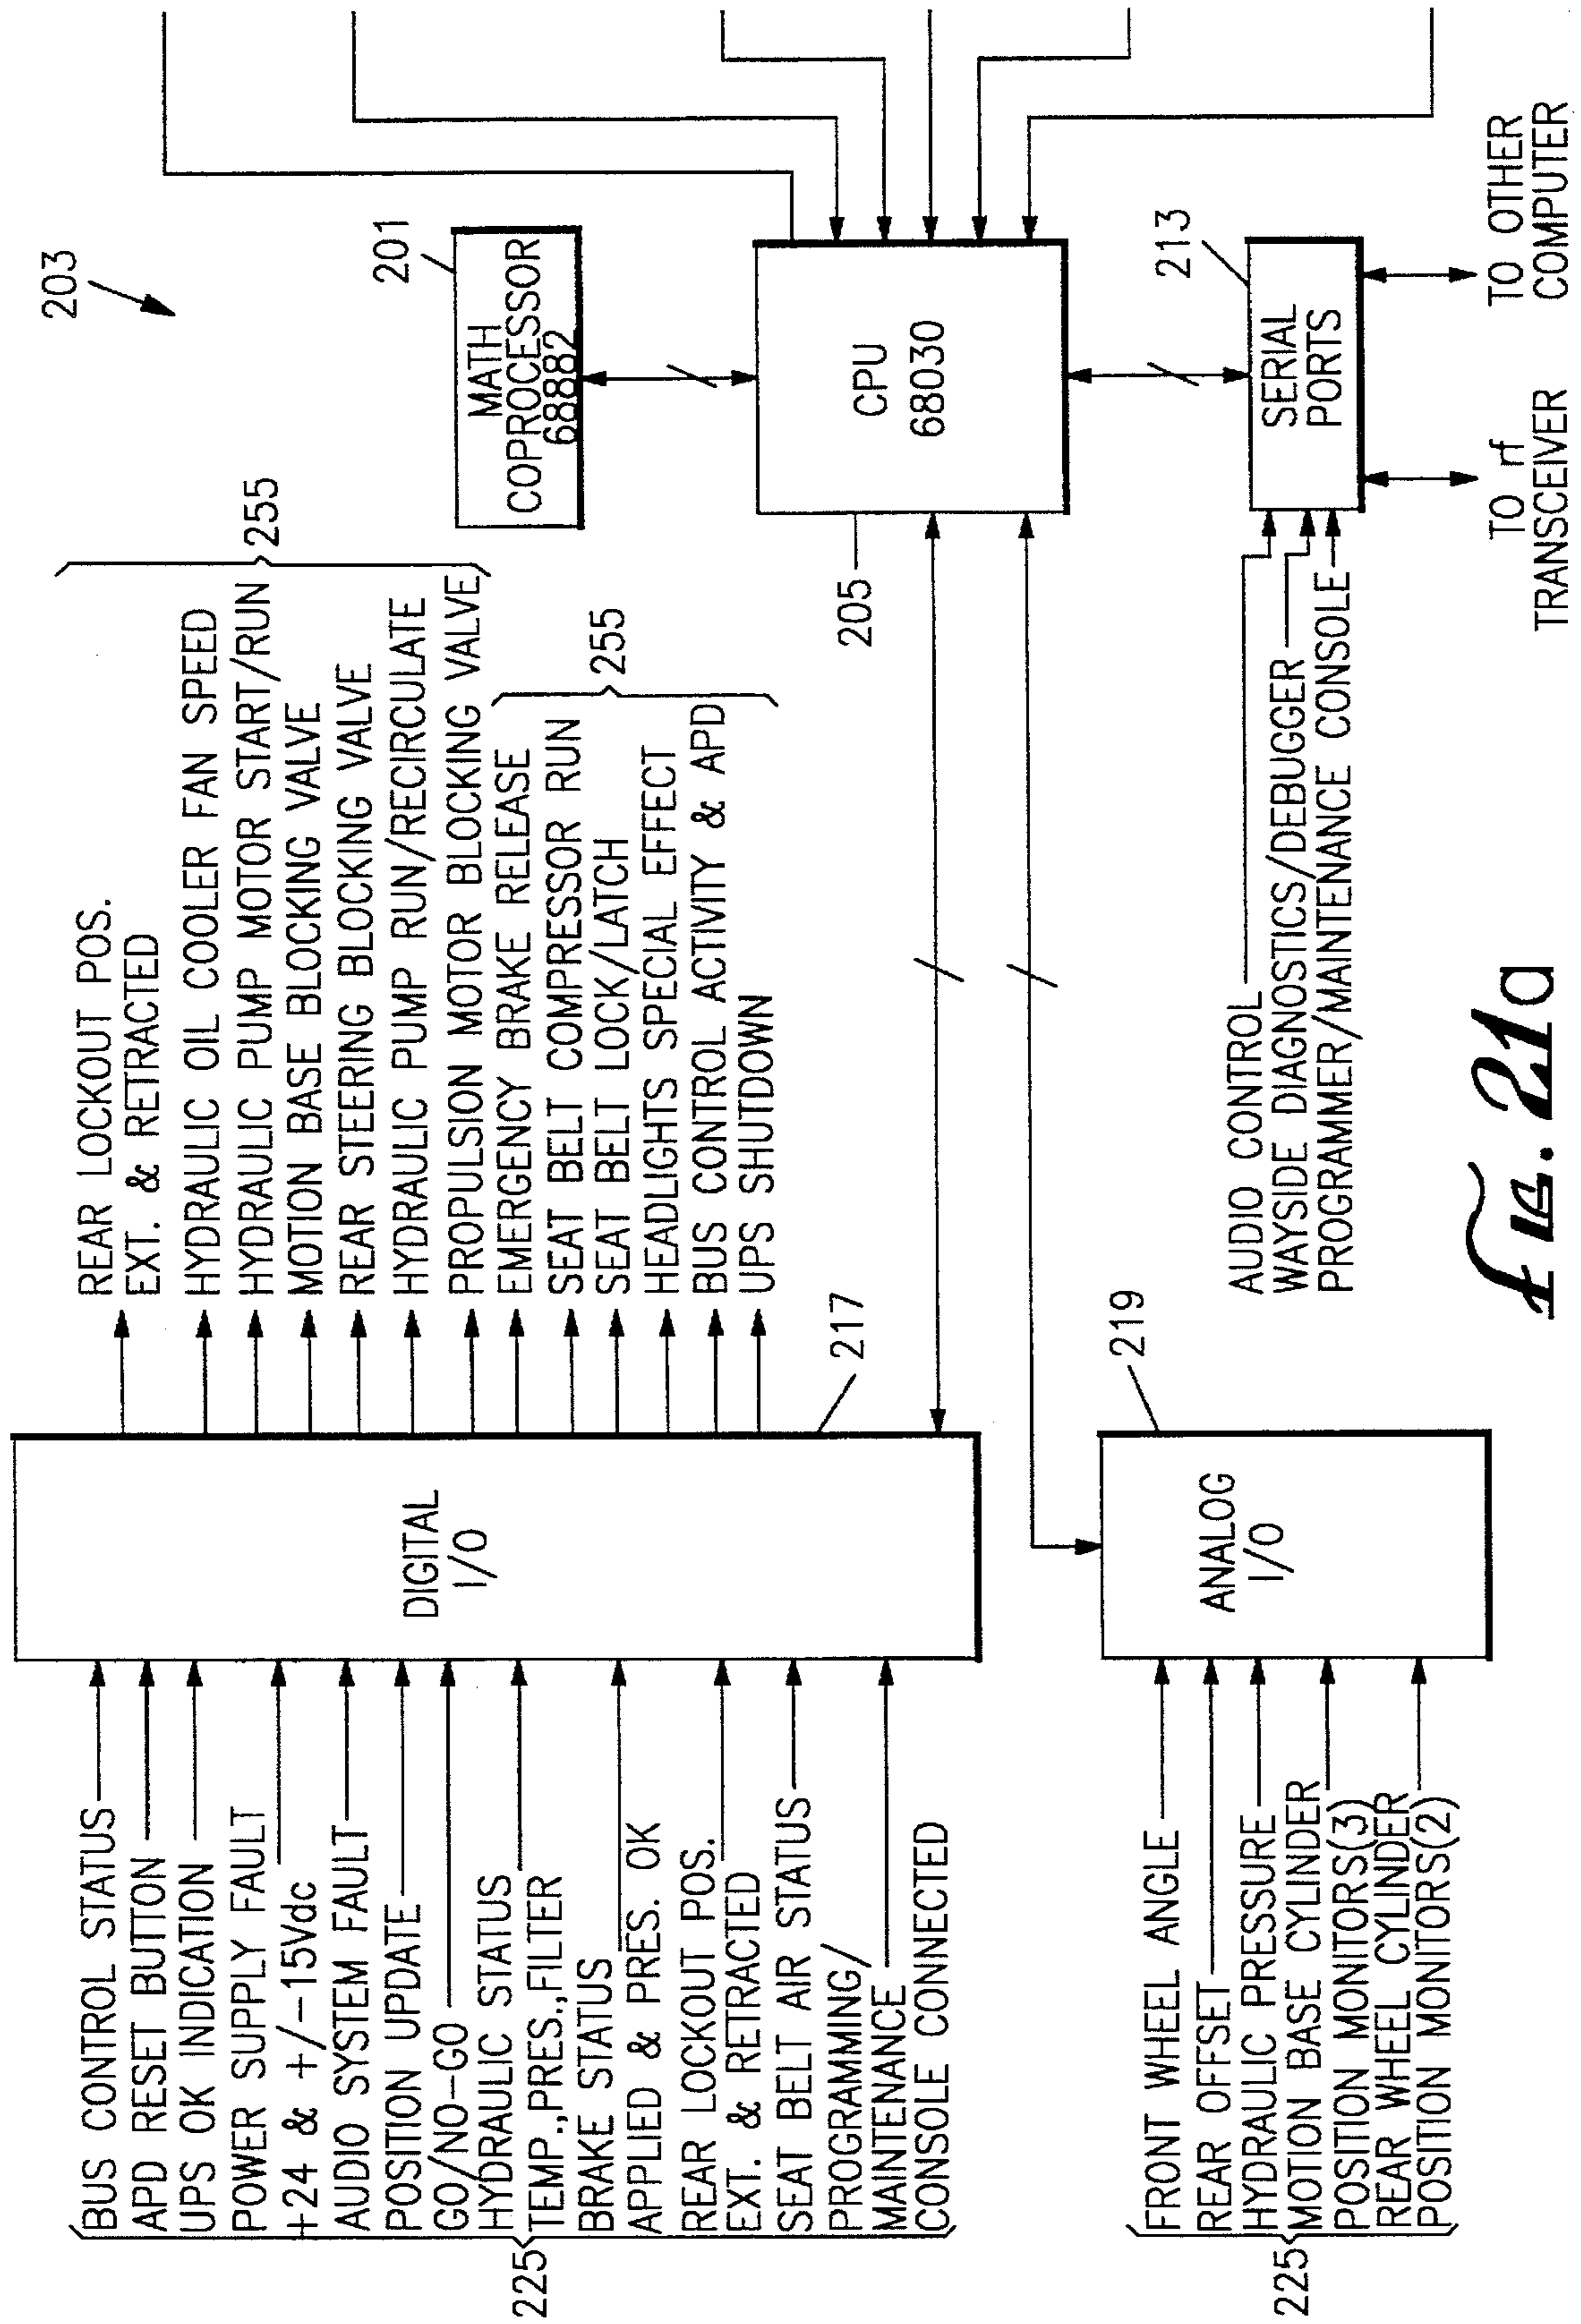 203
BUS CONTROL STATUS
APD RESET BUTTON
UPS OK INDICATION
POWER SUPPLY FAULT
+24 & +/-15Vdc
AUDIO SYSTEM FAULT
POSITION UPDATE
GO/NO-GO
HYDRAULIC STATUS
TEMP.,PRES.,FILTER
BRAKE STATUS
APPLIED & PRES. OK
REAR LOCKOUT POS.
EXT. & RETRACTED
SEAT BELT AIR STATUS
PROGRAMMING/
MAINTENANCE
CONSOLE CONNECTED
225
DIGITAL
I/O
217
REAR LOCKOUT POS.
EXT. & RETRACTED
HYDRAULIC OIL COOLER FAN SPEED
HYDRAULIC PUMP MOTOR START/RUN
MOTION BASE BLOCKING VALVE
REAR STEERING BLOCKING VALVE
HYDRAULIC PUMP RUN/RECIRCULATE
PROPULSION MOTOR BLOCKING VALVE
255
EMERGENCY BRAKE RELEASE
SEAT BELT COMPRESSOR RUN
SEAT BELT LOCK/LATCH
HEADLIGHTS SPECIAL EFFECT
BUS CONTROL ACTIVITY & APD
UPS SHUTDOWN
255
MATH
COPROCESSOR
68882
201
CPU
68030
205
FRONT WHEEL ANGLE
REAR OFFSET
HYDRAULIC PRESSURE
MOTION BASE CYLINDER
POSITION MONITORS(3)
REAR WHEEL CYLINDER
POSITION MONITORS(2)
225
ANALOG
I/O
219
AUDIO CONTROL
WAYSIDE DIAGNOSTICS/DEBUGGER
PROGRAMMER/MAINTENANCE CONSOLE
SERIAL
PORTS
213
TO rf
TRANSCEIVER
TO OTHER
COMPUTER
Fig. 21a